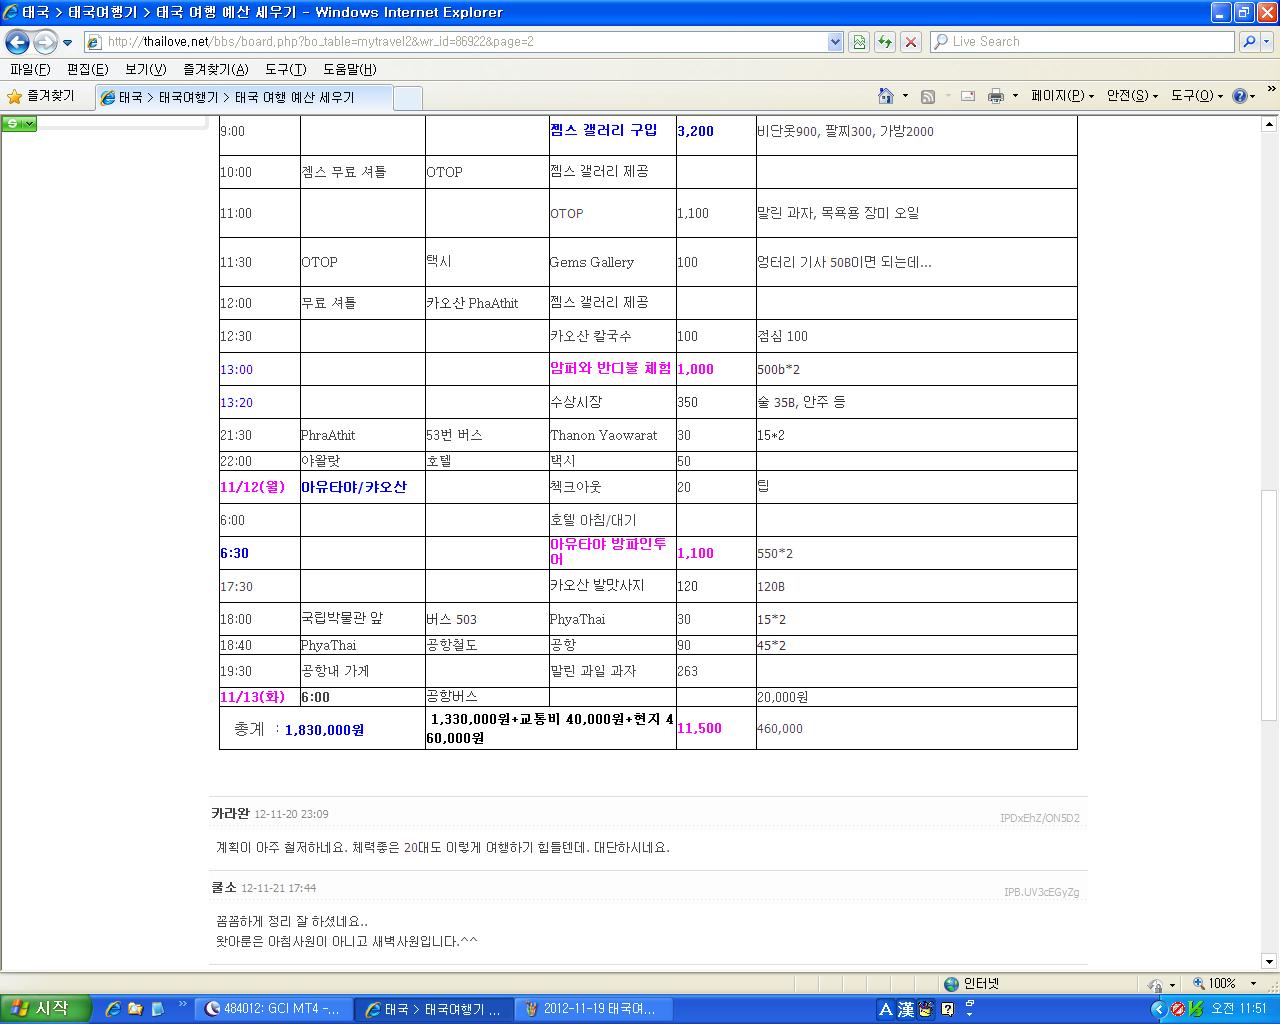 태국 > 태국여행기 > 태국 여행 예산 세우기 - Windows Internet Explorer
http://thailove.net/bbs/board.php?bo_table=mytravel2&wr_id=86922&page=2
Live Search
파일(F) 편집(E) 보기(V) 즐겨찾기(A) 도구(T) 도움말(H)
즐겨찾기 태국 > 태국여행기 > 태국 여행 예산 세우기 페이지(P) 안전(S) 도구(O)
9:00 젬스 갤러리 구입 3,200 비단옷900, 팔찌300, 가방2000
10:00 젬스 무료 셔틀 OTOP 젬스 갤러리 제공
11:00 OTOP 1,100 말린 과자, 목욕용 장미 오일
11:30 OTOP 택시 Gems Gallery 100 엉터리 기사 50B이면 되는데...
12:00 무료 셔틀 카오산 PhaAthit 젬스 갤러리 제공
12:30 카오산 칼국수 100 점심 100
13:00 암퍼와 반디불 체험 1,000 500b*2
13:20 수상시장 350 술 35B, 안주 등
21:30 PhraAthit 53번 버스 Thanon Yaowarat 30 15*2
22:00 야왈랏 호텔 택시 50
11/12(월) 아유타야/카오산 첵크아웃 20 팁
6:00 호텔 아침/대기
6:30 아유타야 방파인투
어 1,100 550*2
17:30 카오산 발맛사지 120 120B
18:00 국립박물관 앞 버스 503 PhyaThai 30 15*2
18:40 PhyaThai 공항철도 공항 90 45*2
19:30 공항내 가게 말린 과일 과자 263
11/13(화) 6:00 공항버스 20,000원
총계 : 1,830,000원 1,330,000원+교통비 40,000원+현지 4
60,000원 11,500 460,000
카라완 12-11-20 23:09 IPDxEhZ/ON5D2
계획이 아주 철저하네요. 체력좋은 20대도 이렇게 여행하기 힘들텐데. 대단하시네요.
쿨소 12-11-21 17:44 IPB.UV3cEGyZg
꼼꼼하게 정리 잘 하셨네요..
왓아룬은 아침사원이 아니고 새벽사원입니다.^^
인터넷 100%
시작 484012: GCI MT4 -... 태국 > 태국여행기 ... 2012-11-19 태국여... A 漢 오전 11:51